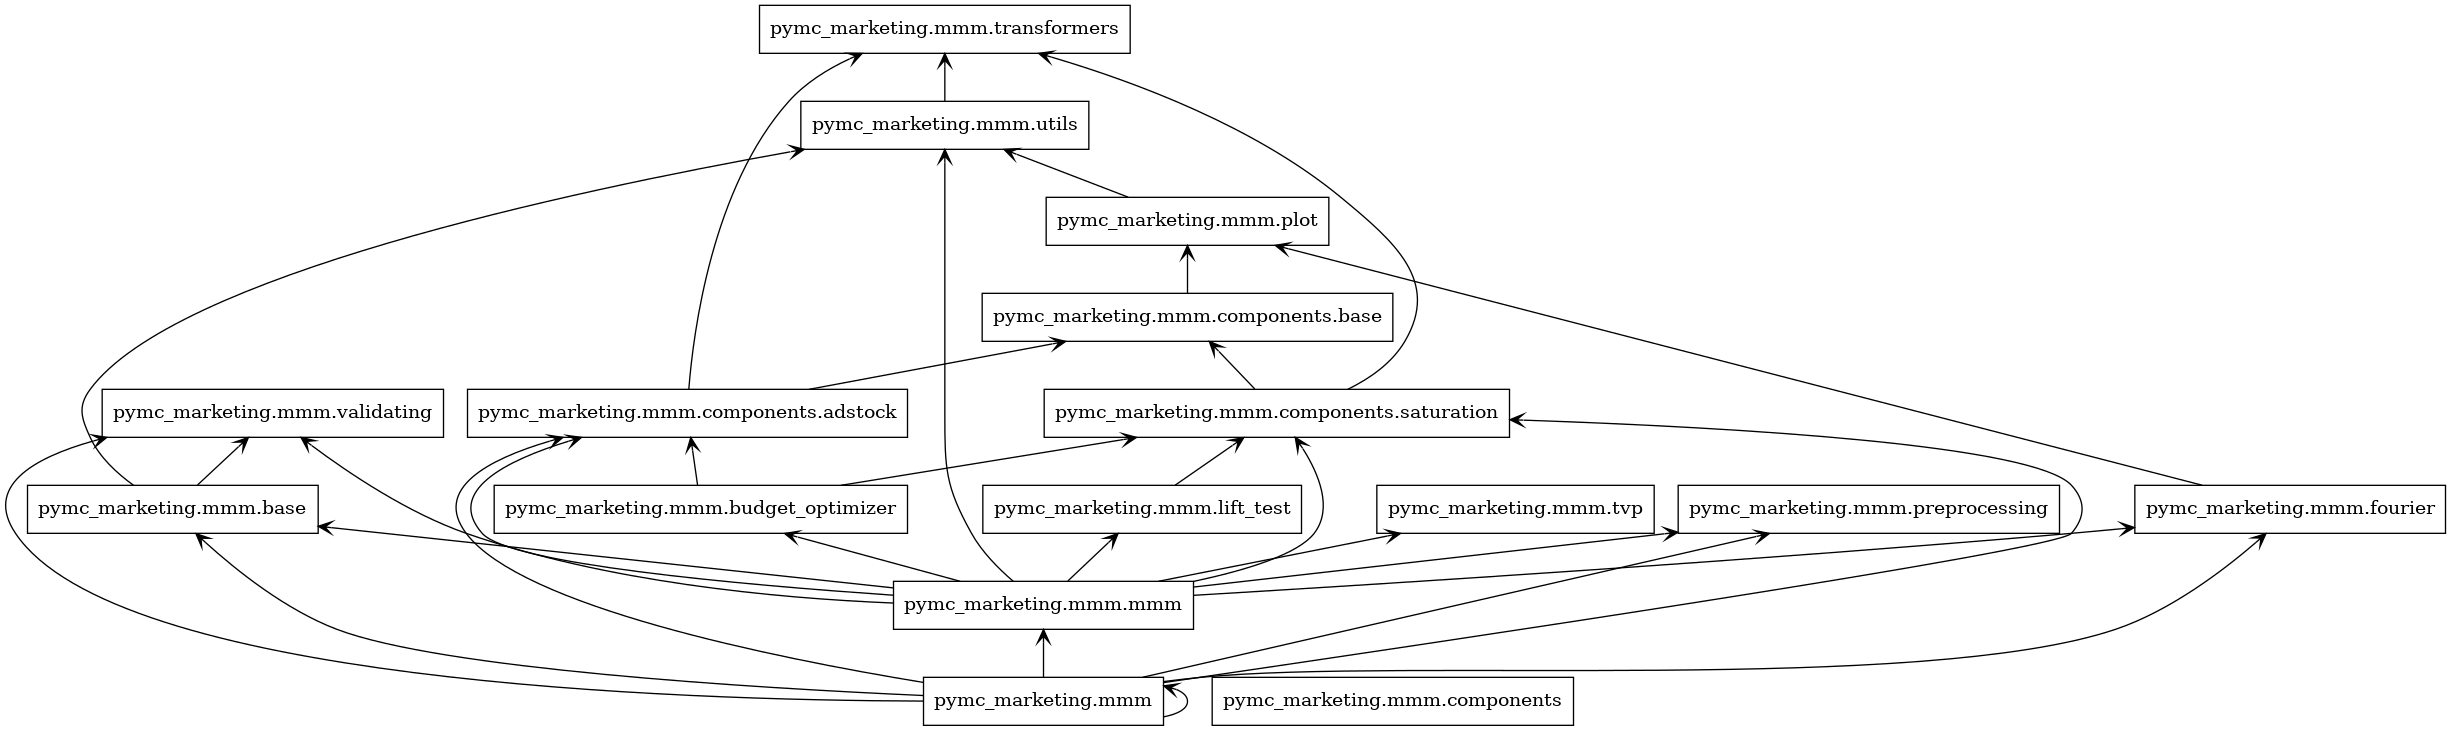 pymc_marketing.mmm.transformers
pymc_marketing.mmm.utils
pymc_marketing.mmm.plot
pymc_marketing.mmm.components.base
pymc_marketing.mmm.validating
pymc_marketing.mmm.components.adstock
pymc_marketing.mmm.components.saturation
pymc_marketing.mmm.base
pymc_marketing.mmm.budget_optimizer
pymc_marketing.mmm.lift_test
pymc_marketing.mmm.tvp
pymc_marketing.mmm.preprocessing
pymc_marketing.mmm.fourier
pymc_marketing.mmm.mmm
pymc_marketing.mmm
pymc_marketing.mmm.components